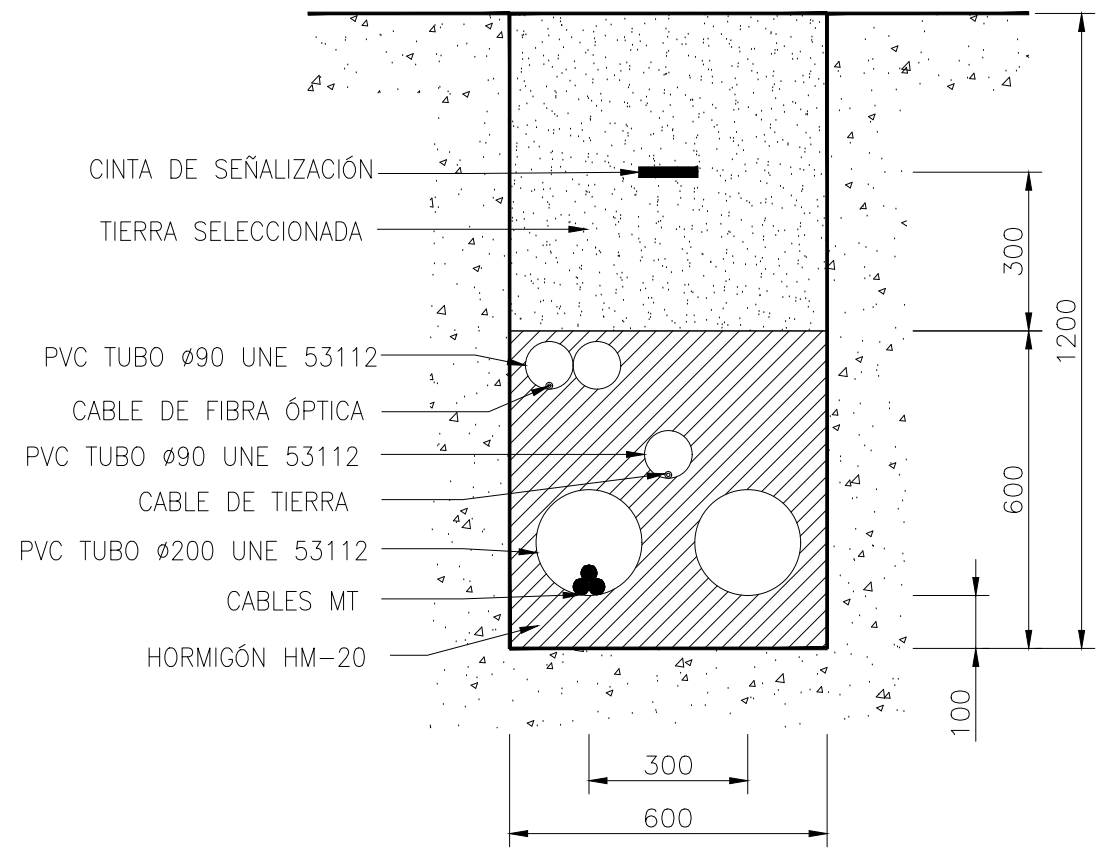 CINTA DE SEÑALIZACIÓN
TIERRA SELECCIONADA
300
1200
PVC TUBO Ø90 UNE 53112
CABLE DE FIBRA ÓPTICA
PVC TUBO Ø90 UNE 53112
CABLE DE TIERRA
600
PVC TUBO Ø200 UNE 53112
CABLES MT
HORMIGÓN HM-20
100
300
600